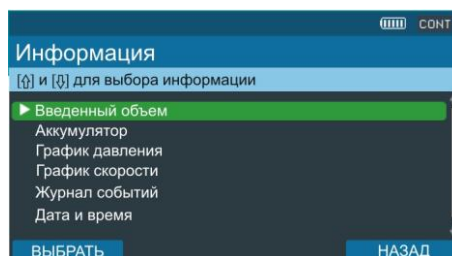 CONT
Информация
[⇧] и [⇩] для выбора информации
Введенный объем
Аккумулятор
График давления
График скорости
Журнал событий
Дата и время
ВЫБРАТЬ НАЗАД